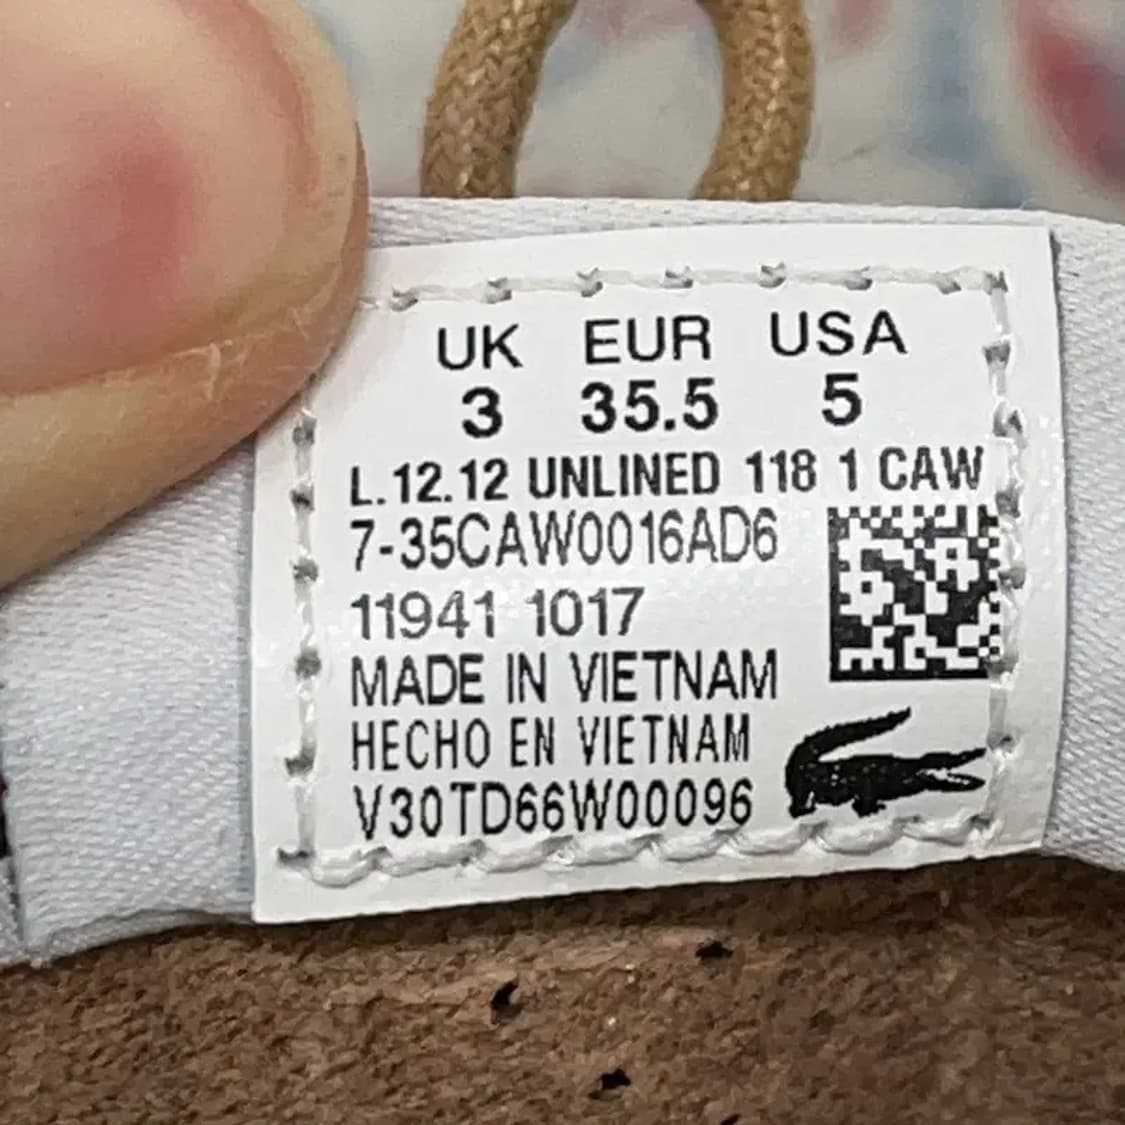 UK EUR USA
3 35.5 5
L.12.12 UNLINED 118 1 CAW
7-35CAW0016AD6
11941 1017
MADE IN VIETNAM
HECHO EN VIETNAM
V30TD66W00096